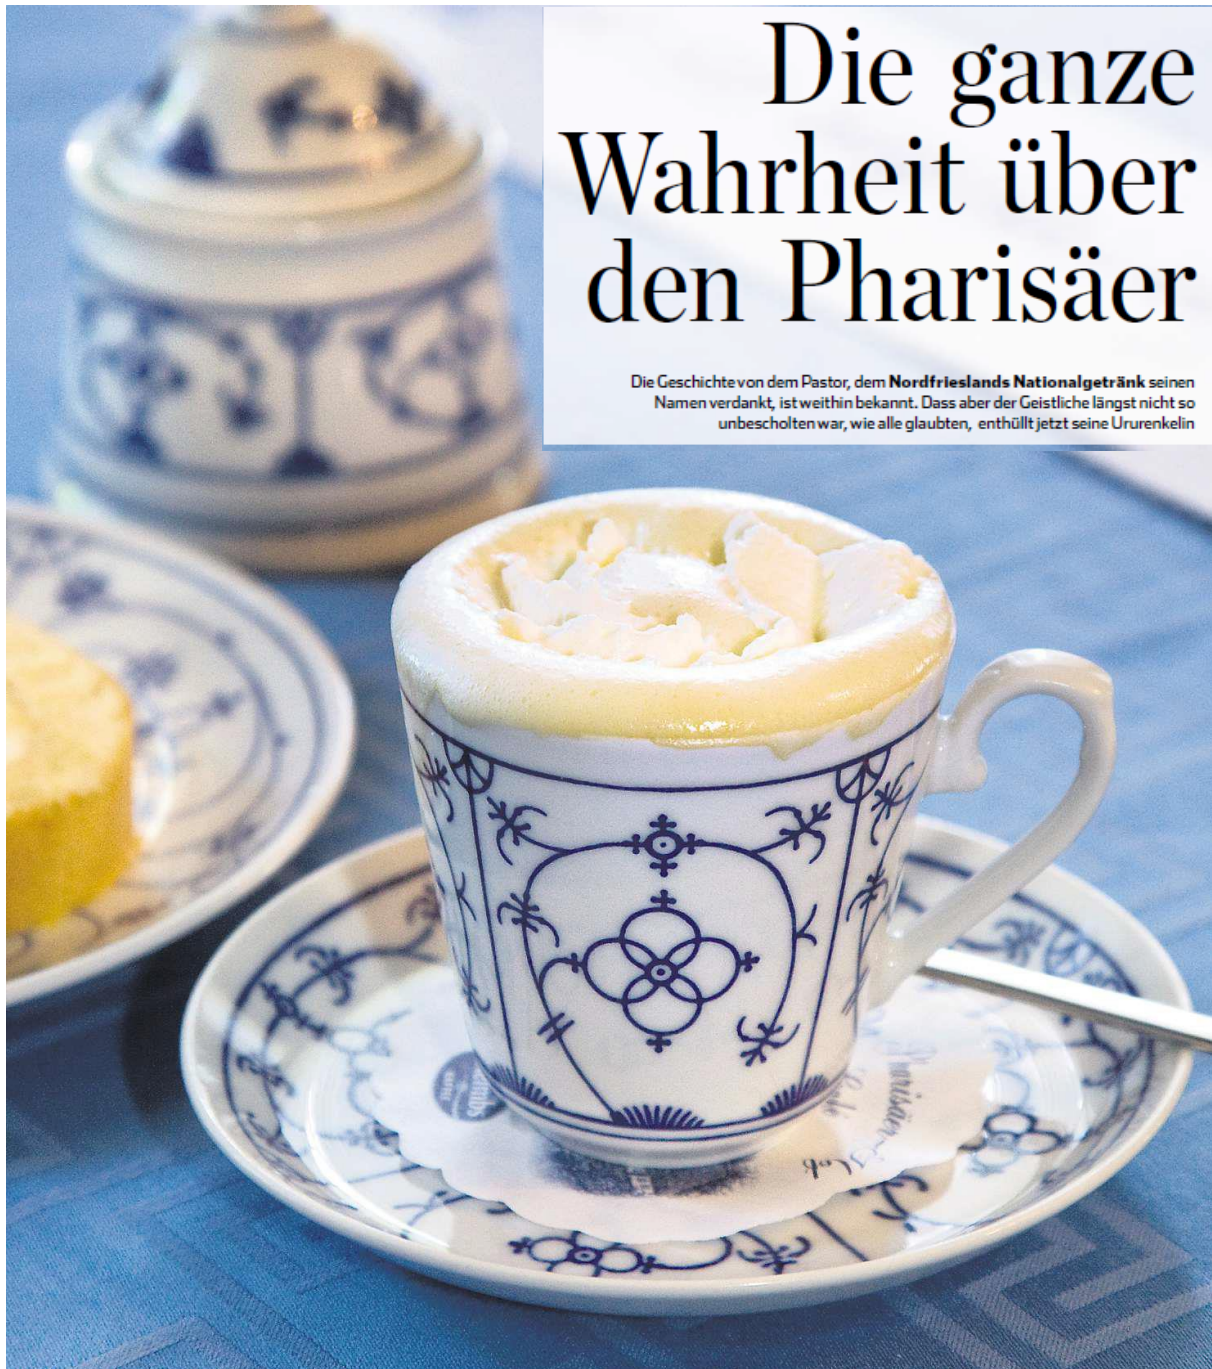 Die ganze
Wahrheit über
den Pharisäer
Die Geschichte von dem Pastor, dem Nordfrieslands Nationalgetränk seinen
Namen verdankt, ist weithin bekannt. Dass aber der Geistliche längst nicht so
unbescholten war, wie alle glaubten, enthüllt jetzt seine Ururenkelin
Pharisäer-